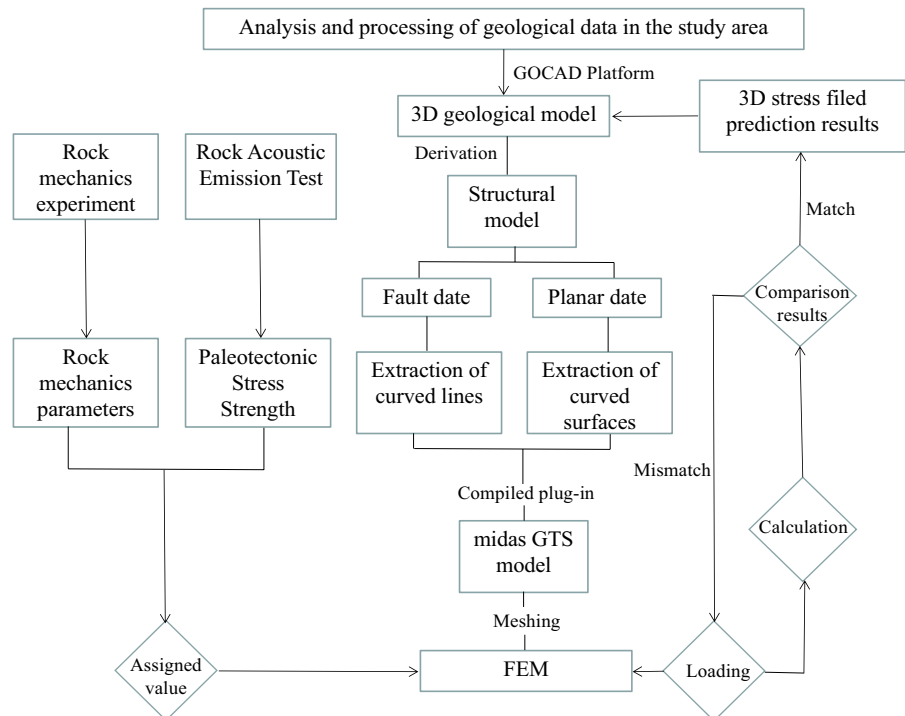 Analysis and processing of geological data in the study area
GOCAD Platform
3D geological model
3D stress filed
prediction results
Derivation
Rock
mechanics
experiment
Rock Acoustic
Emission Test
Structural
model
Match
Fault date
Planar date
Comparison
results
Rock
mechanics
parameters
Paleotectonic
Stress
Strength
Extraction of
curved lines
Extraction of
curved
surfaces
Mismatch
Compiled plug-in
Calculation
midas GTS
model
Meshing
Assigned
value
FEM
Loading